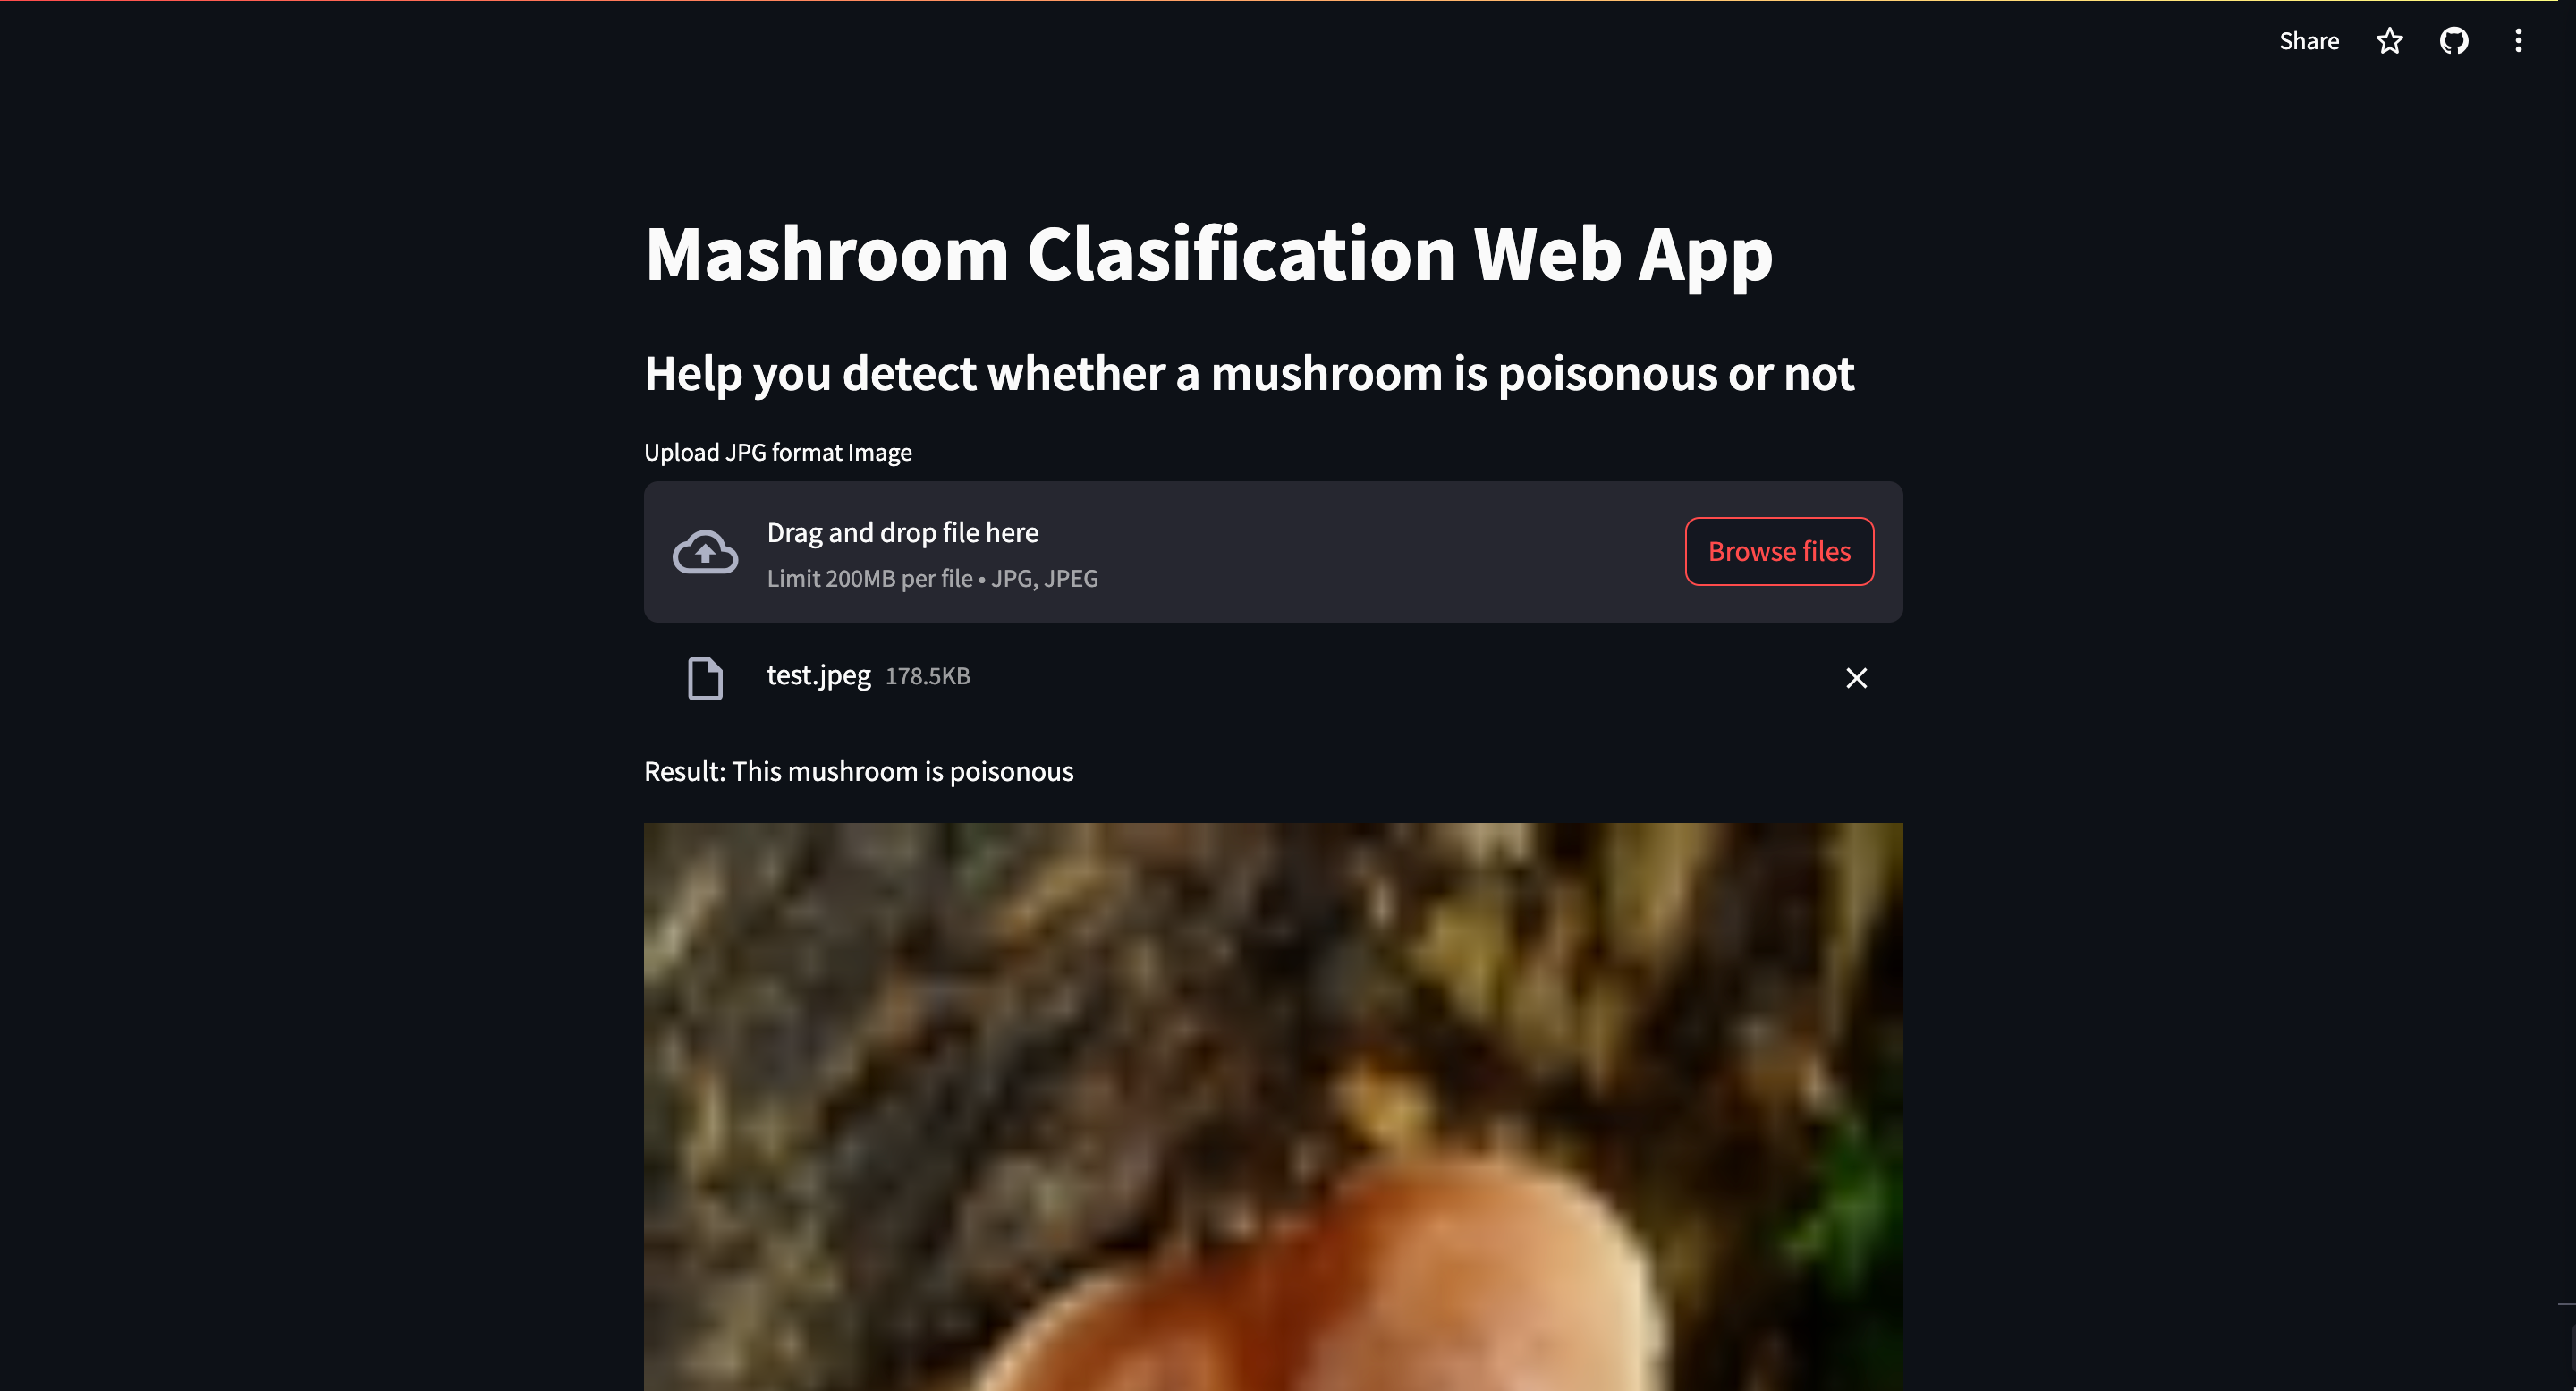 Share
Mashroom Clasification Web App
Help you detect whether a mushroom is poisonous or not
Upload JPG format Image
Drag and drop file here
Limit 200MB per file • JPG, JPEG
Browse files
test.jpeg 178.5KB
Result: This mushroom is poisonous